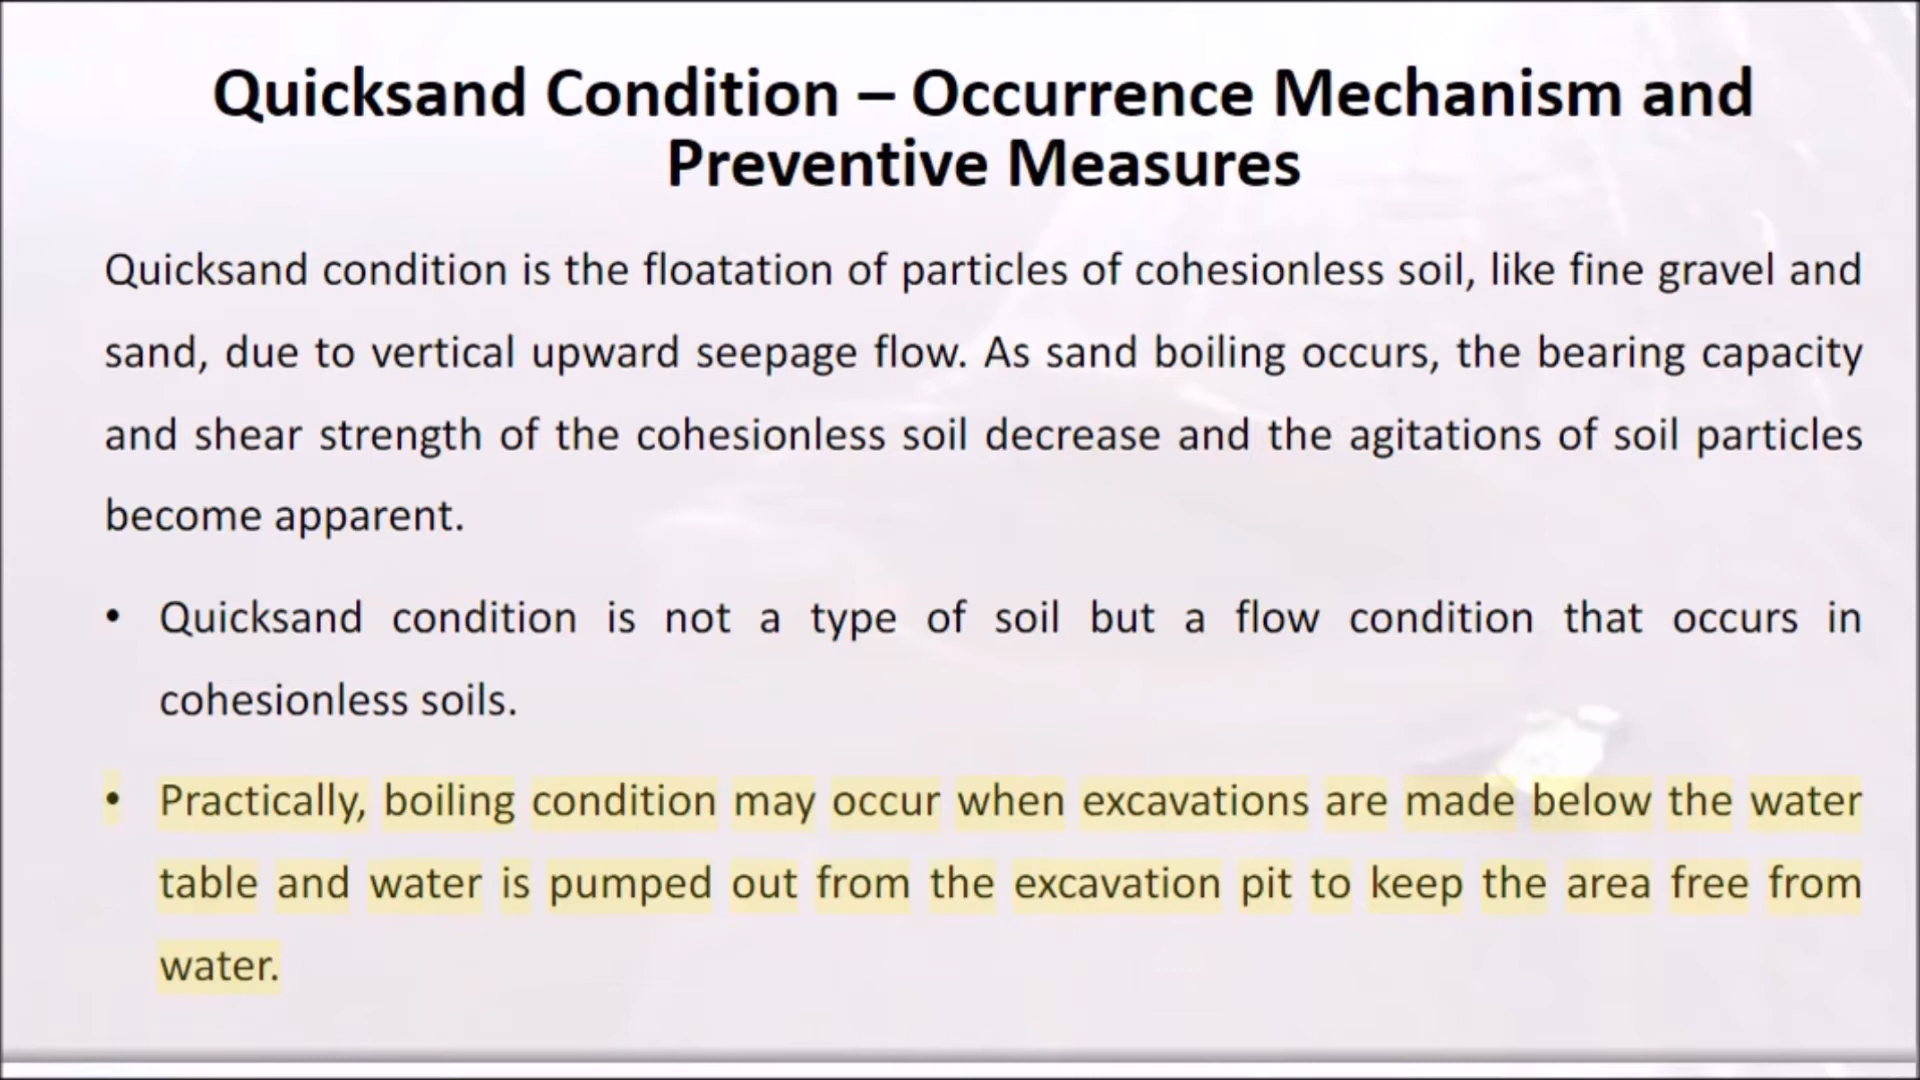 Quicksand Condition – Occurrence Mechanism and
Preventive Measures
Quicksand condition is the floatation of particles of cohesionless soil, like fine gravel and
sand, due to vertical upward seepage flow. As sand boiling occurs, the bearing capacity
and shear strength of the cohesionless soil decrease and the agitations of soil particles
become apparent.
• Quicksand condition is not a type of soil but a flow condition that occurs in
cohesionless soils.
• Practically, boiling condition may occur when excavations are made below the water
table and water is pumped out from the excavation pit to keep the area free from
water.